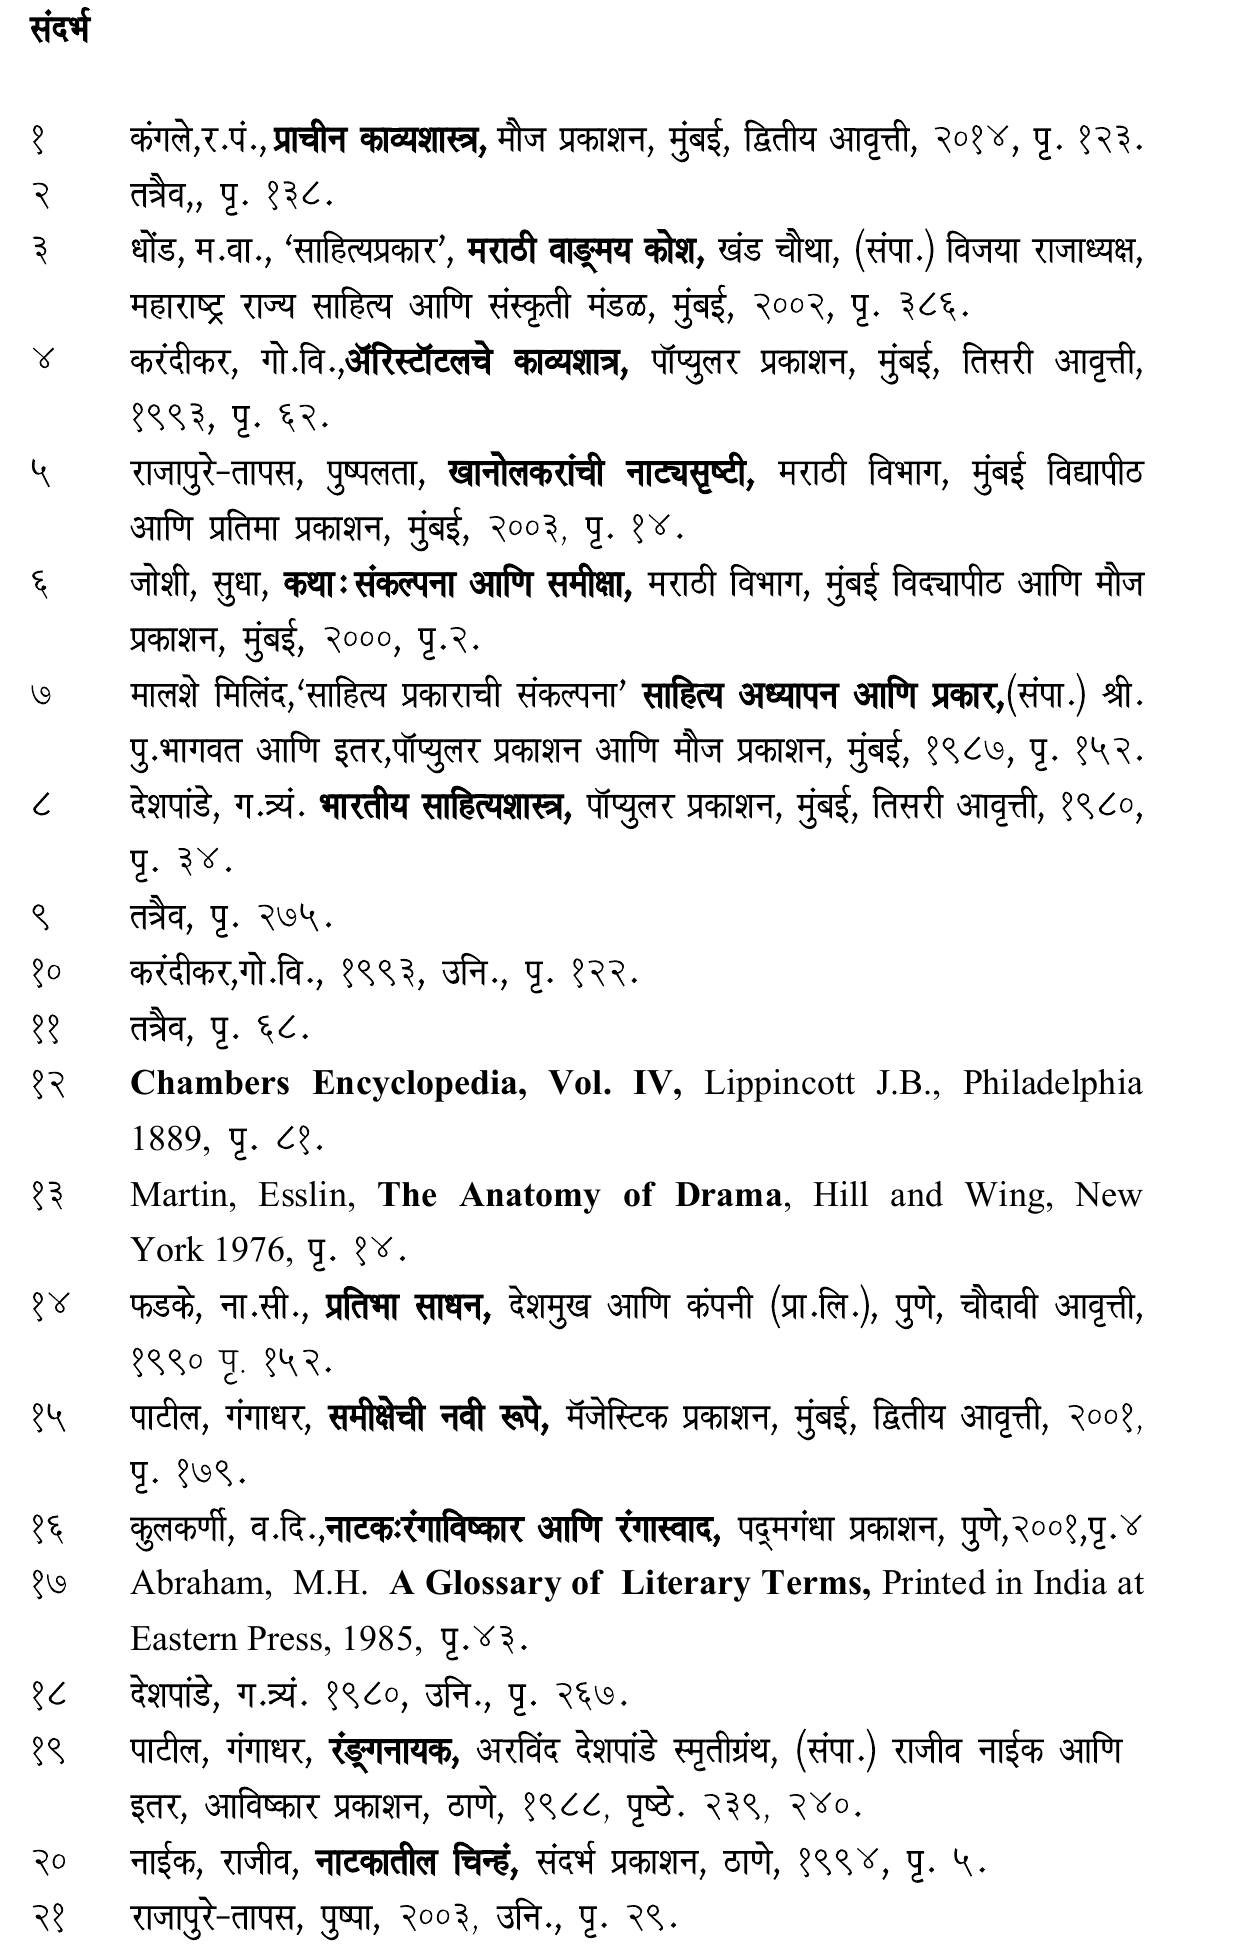 संदर्भ
१ कंगले,र.पं., प्राचीन काव्यशास्त्र, मौज प्रकाशन, मुंबई, द्वितीय आवृत्ती, २०१४, पृ. १२३.
२ तत्रैव,, पृ. १३८.
३ धोंड, म.वा., ‘साहित्यप्रकार’, मराठी वाङ्मय कोश, खंड चौथा, (संपा.) विजया राजाध्यक्ष,
महाराष्ट्र राज्य साहित्य आणि संस्कृती मंडळ, मुंबई, २००२, पृ. ३८६.
४ करंदीकर, गो.वि.,ॲरिस्टॉटलचे काव्यशात्र, पॉप्युलर प्रकाशन, मुंबई, तिसरी आवृत्ती,
१९९३, पृ. ६२.
५ राजापुरे-तापस, पुष्पलता, खानोलकरांची नाट्यसृष्टी, मराठी विभाग, मुंबई विद्यापीठ
आणि प्रतिमा प्रकाशन, मुंबई, २००३, पृ. १४.
६ जोशी, सुधा, कथा : संकल्पना आणि समीक्षा, मराठी विभाग, मुंबई विद्यापीठ आणि मौज
प्रकाशन, मुंबई, २०००, पृ.२.
७ मालशे मिलिंद,‘साहित्य प्रकाराची संकल्पना’ साहित्य अध्यापन आणि प्रकार,(संपा.) श्री.
पु.भागवत आणि इतर,पॉप्युलर प्रकाशन आणि मौज प्रकाशन, मुंबई, १९८७, पृ. १५२.
८ देशपांडे, ग.त्र्यं. भारतीय साहित्यशास्त्र, पॉप्युलर प्रकाशन, मुंबई, तिसरी आवृत्ती, १९८०,
पृ. ३४.
९ तत्रैव, पृ. २७५.
१० करंदीकर,गो.वि., १९९३, उनि., पृ. १२२.
११ तत्रैव, पृ. ६८.
१२ Chambers Encyclopedia, Vol. IV, Lippincott J.B., Philadelphia
1889, पृ. ८१.
१३ Martin, Esslin, The Anatomy of Drama, Hill and Wing, New
York 1976, पृ. १४.
१४ फडके, ना.सी., प्रतिभा साधन, देशमुख आणि कंपनी (प्रा.लि.), पुणे, चौदावी आवृत्ती,
१९९० पृ. १५२.
१५ पाटील, गंगाधर, समीक्षेची नवी रूपे, मॅजेस्टिक प्रकाशन, मुंबई, द्वितीय आवृत्ती, २००१,
पृ. १७९.
१६ कुलकर्णी, व.दि.,नाटकःरंगाविष्कार आणि रंगास्वाद, पद्मगंधा प्रकाशन, पुणे,२००१,पृ.४
१७ Abraham, M.H. A Glossary of Literary Terms, Printed in India at
Eastern Press, 1985, पृ.४३.
१८ देशपांडे, ग.त्र्यं. १९८०, उनि., पृ. २६७.
१९ पाटील, गंगाधर, रंङ्गनायक, अरविंद देशपांडे स्मृतीग्रंथ, (संपा.) राजीव नाईक आणि
इतर, आविष्कार प्रकाशन, ठाणे, १९८८, पृष्ठे. २३९, २४०.
२० नाईक, राजीव, नाटकातील चिन्हं, संदर्भ प्रकाशन, ठाणे, १९९४, पृ. ५.
२१ राजापुरे-तापस, पुष्पा, २००३, उनि., पृ. २९.